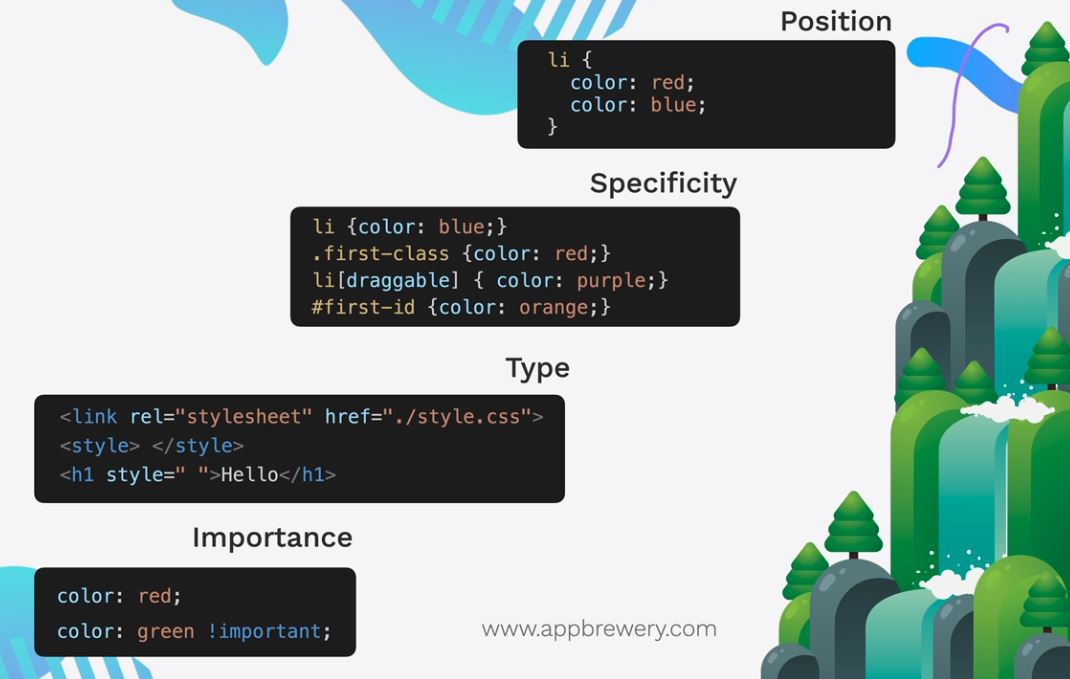 Position
li {
  color: red;
  color: blue;
}
Specificity
li {color: blue;}
.first-class {color: red;}
li[draggable] { color: purple;}
#first-id {color: orange;}
Type
<link rel="stylesheet" href="./style.css">
<style> </style>
<h1 style=" ">Hello</h1>
Importance
color: red;
color: green !important;
www.appbrewery.com